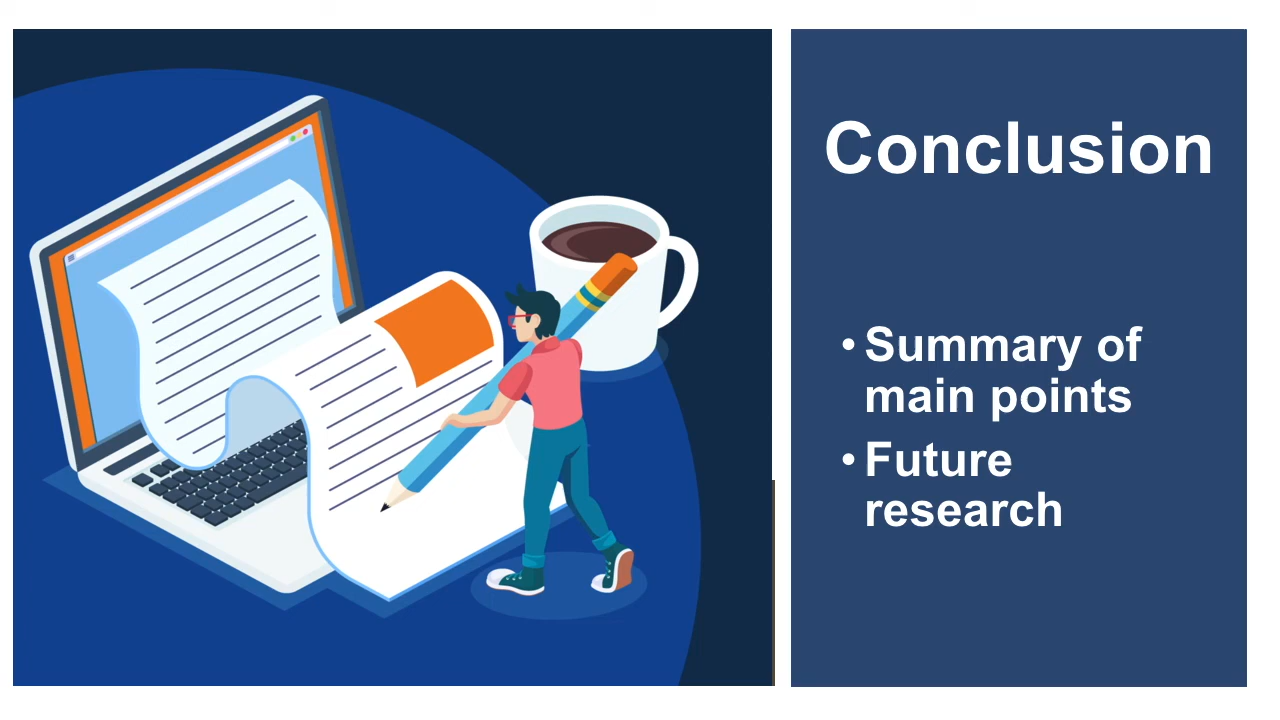 Conclusion
• Summary of
main points
• Future
research